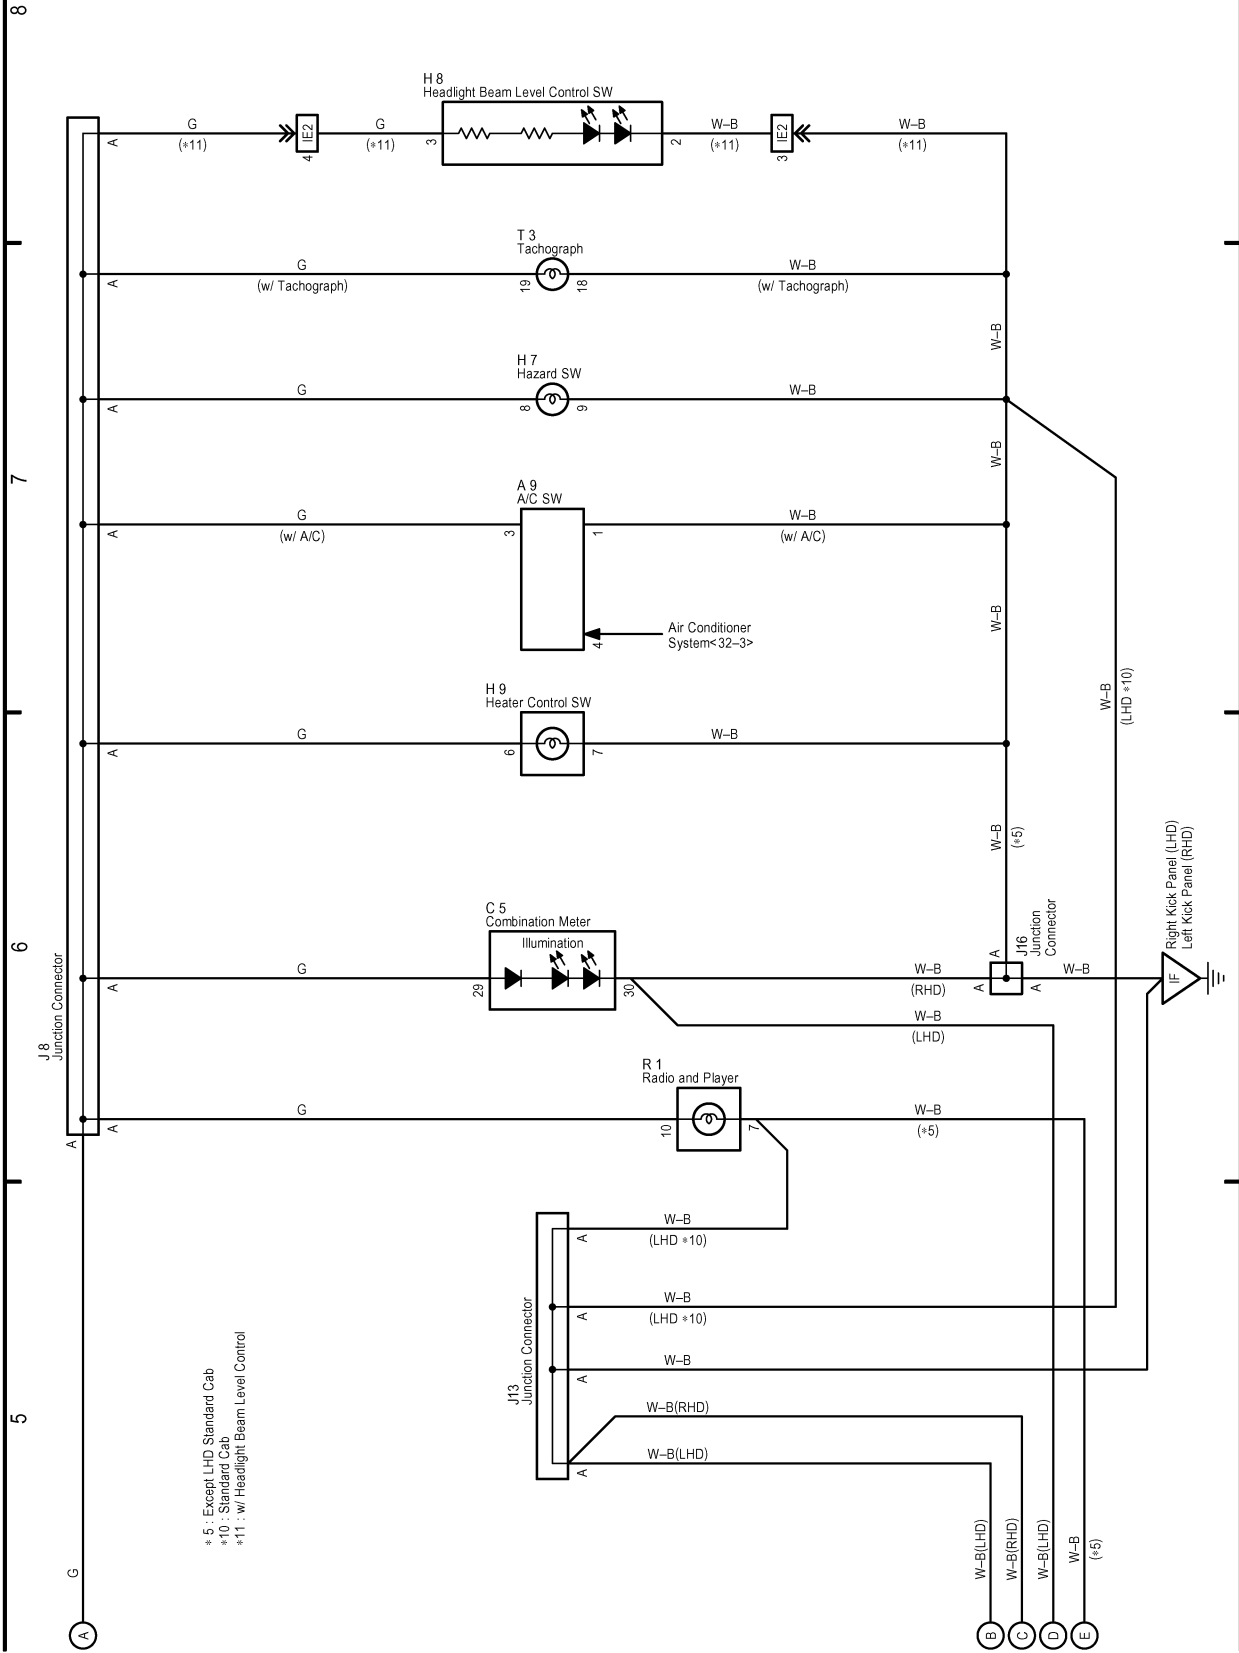 8
H 8
Headlight Beam Level Control SW
A
G
(*11)
4
IE2
G
(*11)
3
2
W–B
(*11)
IE2
3
W–B
(*11)
T 3
Tachograph
A
G
(w/ Tachograph)
19
18
W–B
(w/ Tachograph)
W–B
H 7
Hazard SW
A
G
8
9
W–B
W–B
7
A 9
A/C SW
A
G
(w/ A/C)
3
1
W–B
(w/ A/C)
4
Air Conditioner
System<32–3>
W–B
W–B
(LHD *10)
H 9
Heater Control SW
A
G
6
7
W–B
W–B
(*5)
6
C 5
Combination Meter
Illumination
A
G
29
30
W–B
(RHD)
A
A
J16
Junction
Connector
A
W–B
IF
Right Kick Panel (LHD)
Left Kick Panel (RHD)
W–B
(LHD)
J 8
Junction Connector
R 1
Radio and Player
A
A
G
10
7
W–B
(*5)
W–B
(LHD *10)
A
W–B
(LHD *10)
A
J13
Junction Connector
W–B
A
W–B(RHD)
W–B(LHD)
A
5
* 5 : Except LHD Standard Cab
*10 : Standard Cab
*11 : w/ Headlight Beam Level Control
G
A
W–B(LHD)
B
W–B(RHD)
C
W–B(LHD)
D
W–B
(*5)
E